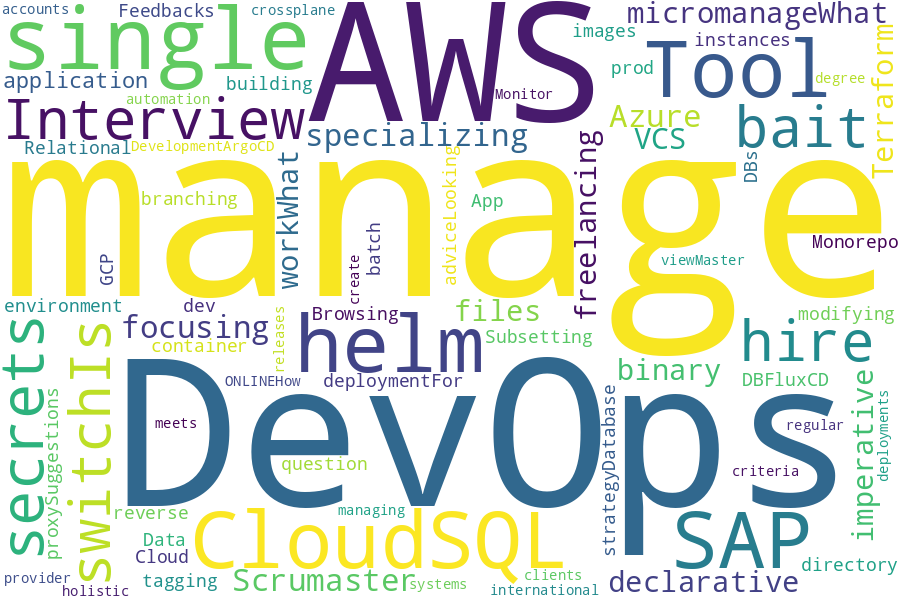 accounts
Feedbacks
crossplane
single
AWS
micromanageWhat
images
Tool
instances
application
building
prod
degree
Terraform
automation
Monitor
Interview
specializing
Azure
VCS
bait
Relational
DevelopmentArgoCD
workWhat
adviceLooking
freelancing
DBs
manage
branching
App
batch
GCP
create
viewMaster
Monorepo
environment
dev
Browsing
files
modifying
secrets
switchIs
focusing
releases
helm
Subsetting
hire
container
ONLINEHow
deploymentFor
binary
DBFluxCD
imperative
deployments
proxySuggestions
DevOps
strategyDatabase
meets
regular
question
criteria
managing
reverse
CloudSQL
SAP
Data
Cloud
directory
provider
holistic
tagging
Scrumaster
systems
clients
international
declarative